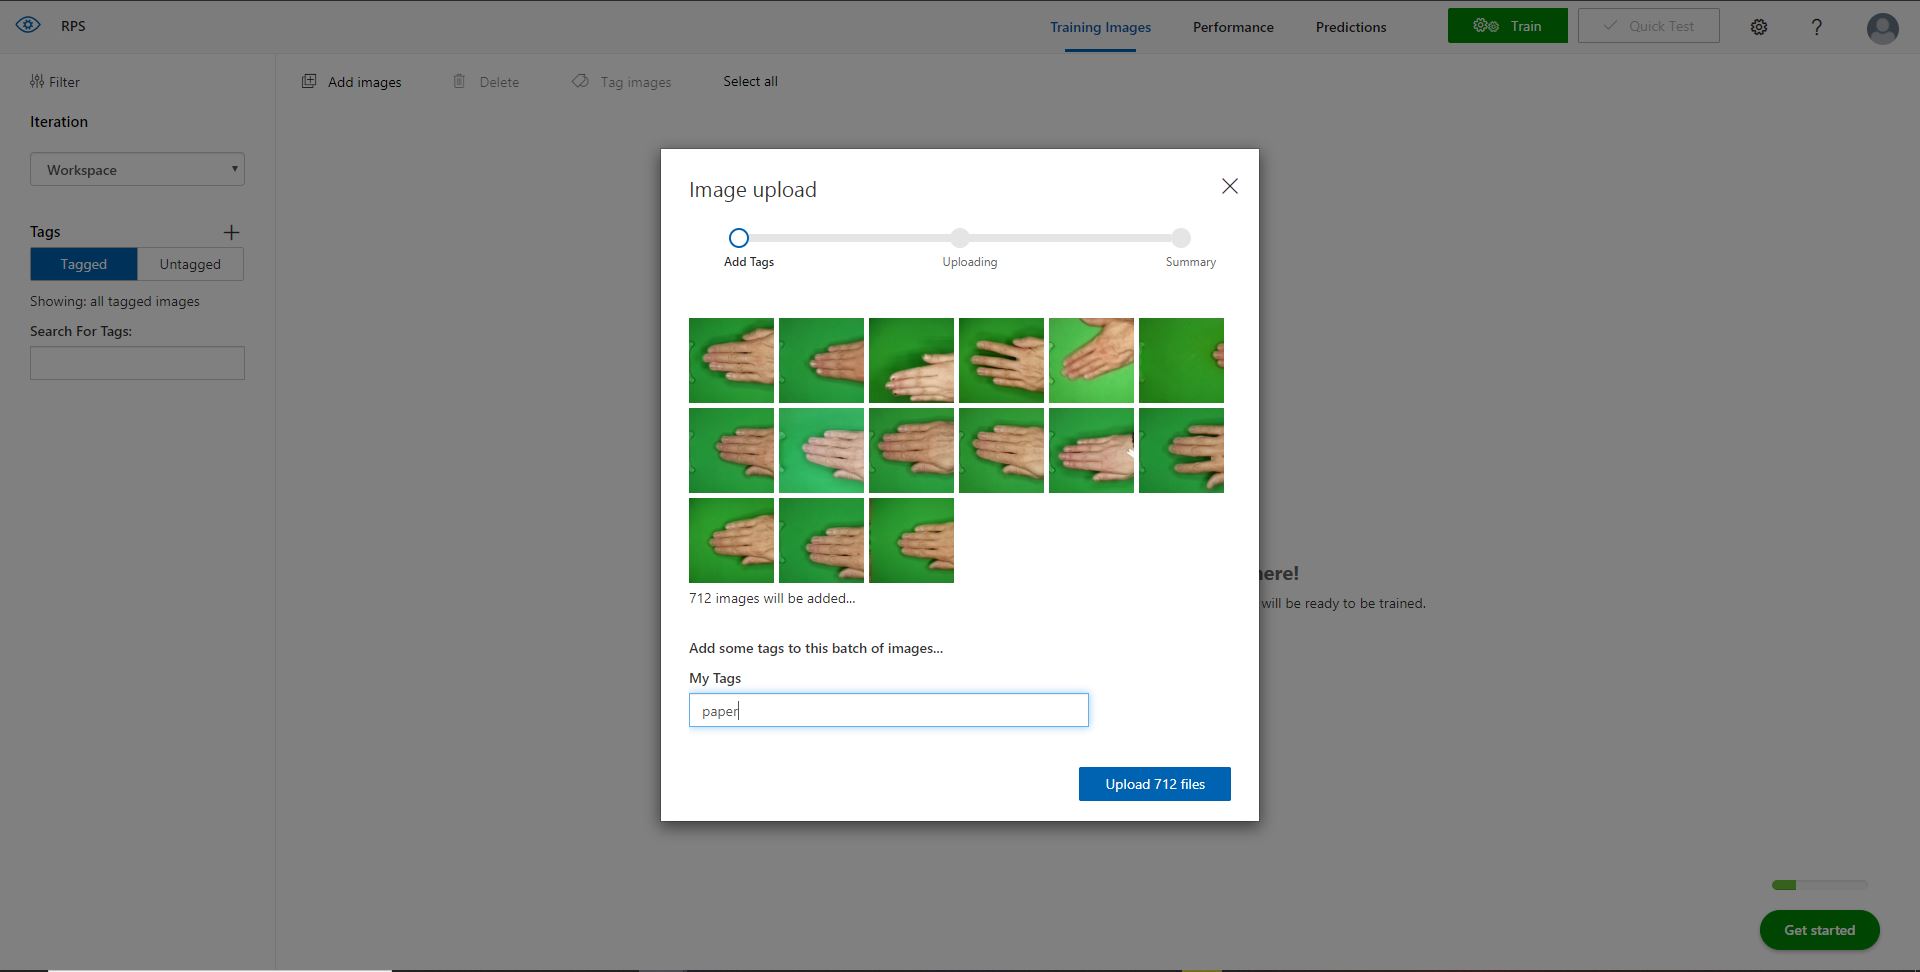 RPS
Training Images
Performance
Predictions
Train
Quick Test
?
Filter
Add images
Delete
Tag images
Select all
Iteration
Workspace
Tags
Tagged
Untagged
Showing: all tagged images
Search For Tags:
Image upload
Add Tags
Uploading
Summary
712 images will be added...
Add some tags to this batch of images...
My Tags
paper
Upload 712 files
here!
will be ready to be trained.
Get started